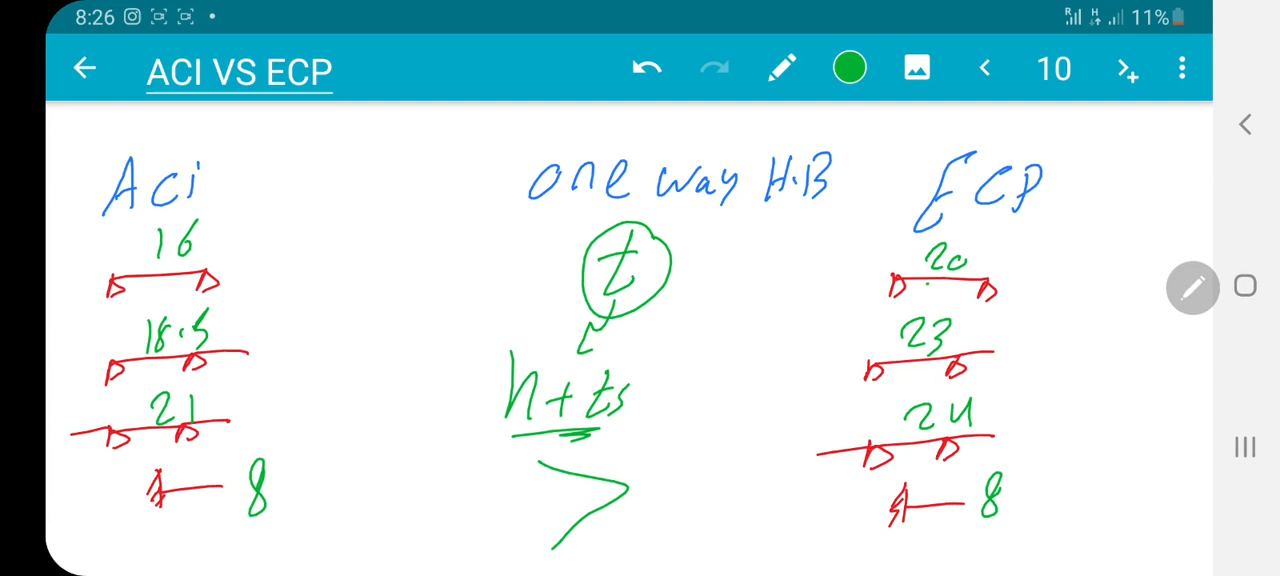 8:26 R H 11%
ACI VS ECP 10
ACi one way H.B ECP
16 t 20
18.5 23
h + ts
21 24
8 > 8